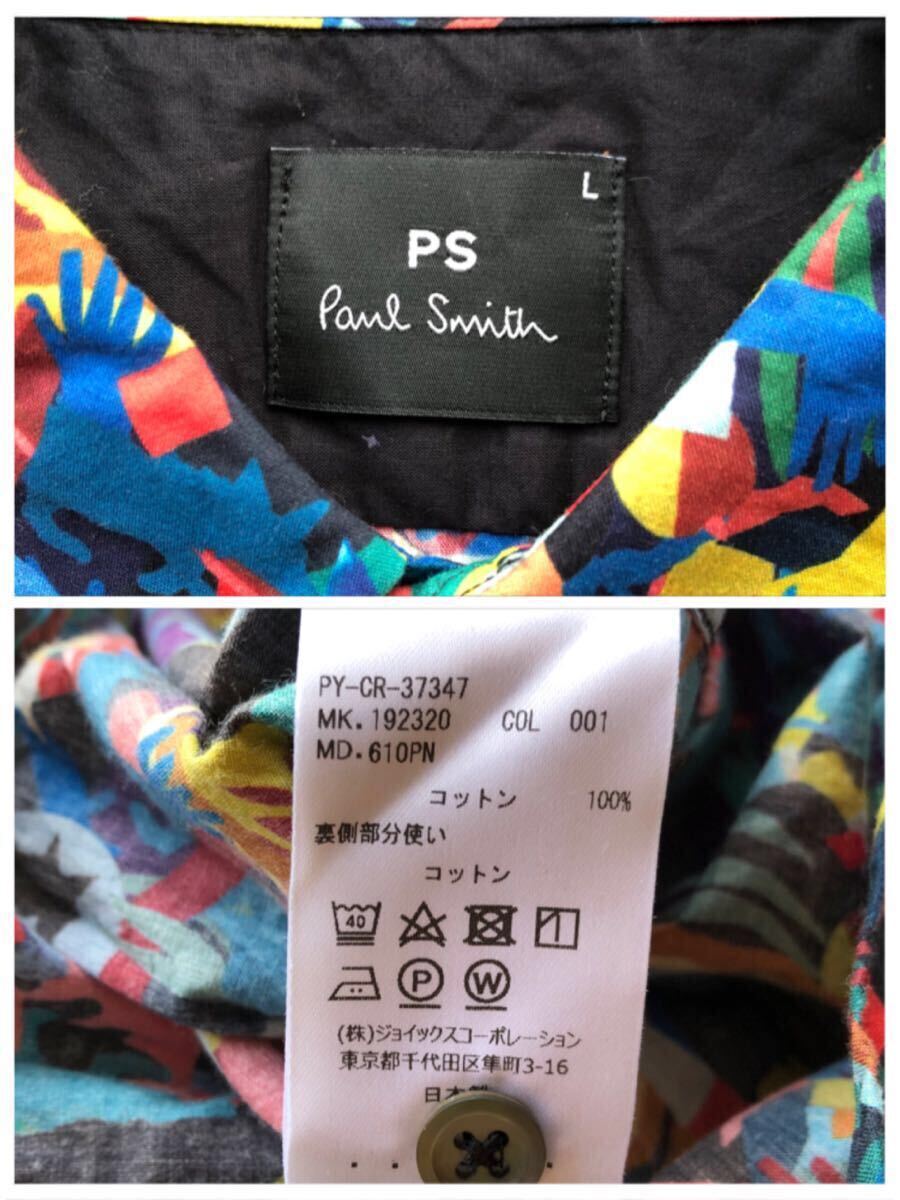 L
PS
Paul Smith
PY-CR-37347
MK.192320 COL 001
MD.610PN
コットン 100%
裏側部分使い
コットン
40
P W
(株)ジョイックスコーポレーション
東京都千代田区隼町3-16
日本